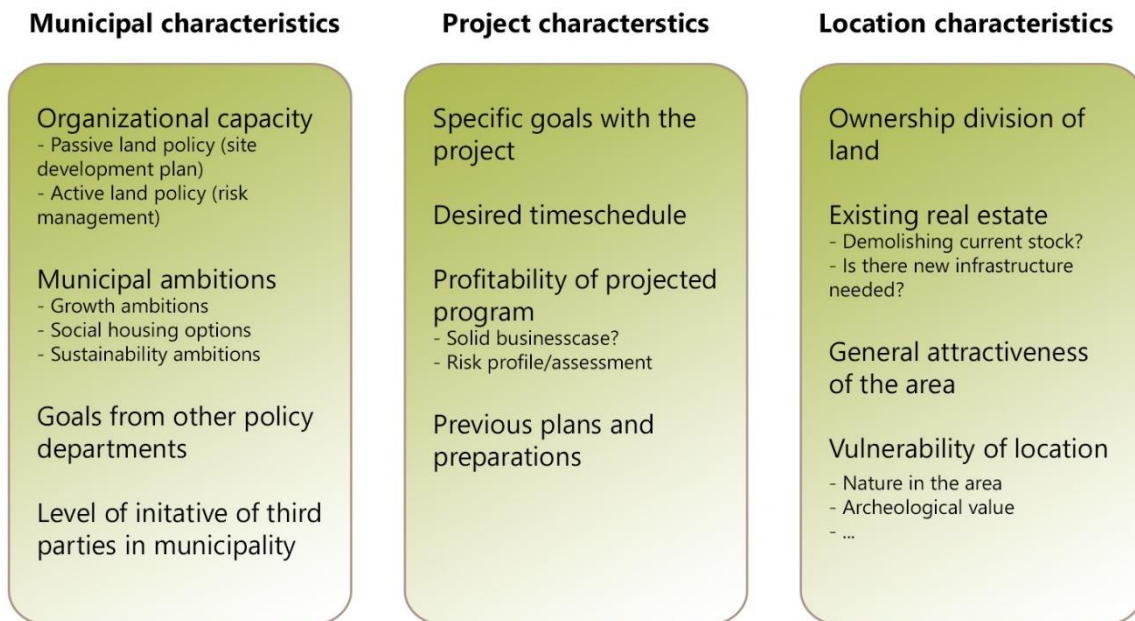 Municipal characteristics
Organizational capacity
- Passive land policy (site
development plan)
- Active land policy (risk
management)
Municipal ambitions
- Growth ambitions
- Social housing options
- Sustainability ambitions
Goals from other policy
departments
Level of initative of third
parties in municipality
Project characterstics
Specific goals with the
project
Desired timeschedule
Profitability of projected
program
- Solid businesscase?
- Risk profile/assessment
Previous plans and
preparations
Location characteristics
Ownership division of
land
Existing real estate
- Demolishing current stock?
- Is there new infrastructure
needed?
General attractiveness
of the area
Vulnerability of location
- Nature in the area
- Archeological value
- ...